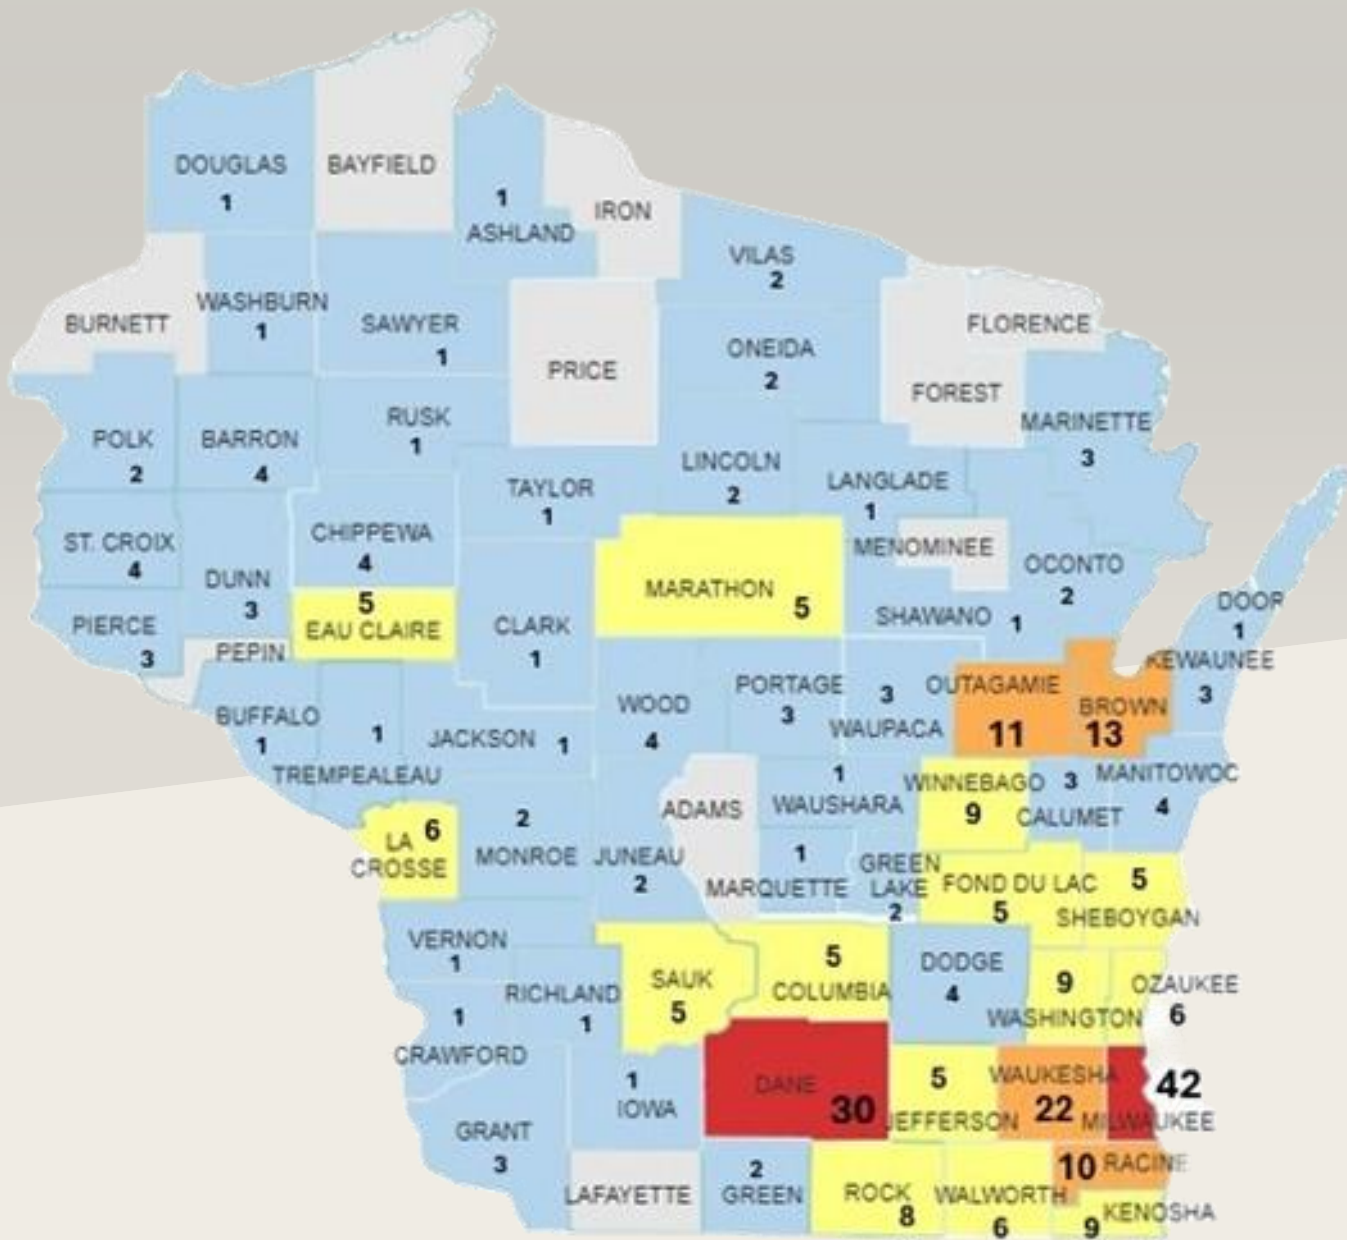 DOUGLAS
1
BAYFIELD
1
ASHLAND
IRON
VILAS
2
BURNETT
WASHBURN
1
SAWYER
1
PRICE
ONEIDA
2
FLORENCE
FOREST
MARINETTE
3
POLK
2
BARRON
4
RUSK
1
TAYLOR
1
LINCOLN
2
LANGLADE
1
ST. CROIX
4
DUNN
3
CHIPPEWA
4
MARATHON 5
MENOMINEE
OCONTO
2
SHAWANO 1
DOOR
1
PIERCE
3
PEPIN
5
EAU CLAIRE
CLARK
1
WOOD
4
PORTAGE
3
3
WAUPACA
OUTAGAMIE
11
BROWN
13
KEWAUNEE
3
BUFFALO
1
1
TREMPEALEAU
JACKSON 1
ADAMS
1
WAUSHARA
WINNEBAGO
9
3
CALUMET
MANITOWOC
4
LA 6
CROSSE
2
MONROE
JUNEAU
2
1
MARQUETTE
GREEN
LAKE
2
FOND DU LAC
5
5
SHEBOYGAN
VERNON
1
RICHLAND
1
SAUK
5
5
COLUMBIA
DODGE
4
9
WASHINGTON
OZAUKEE
6
1
CRAWFORD
1
IOWA
DANE
30
5
JEFFERSON
WAUKESHA
22
42
MILWAUKEE
GRANT
3
LAFAYETTE
2
GREEN
ROCK
8
WALWORTH
6
10 RACINE
9 KENOSHA